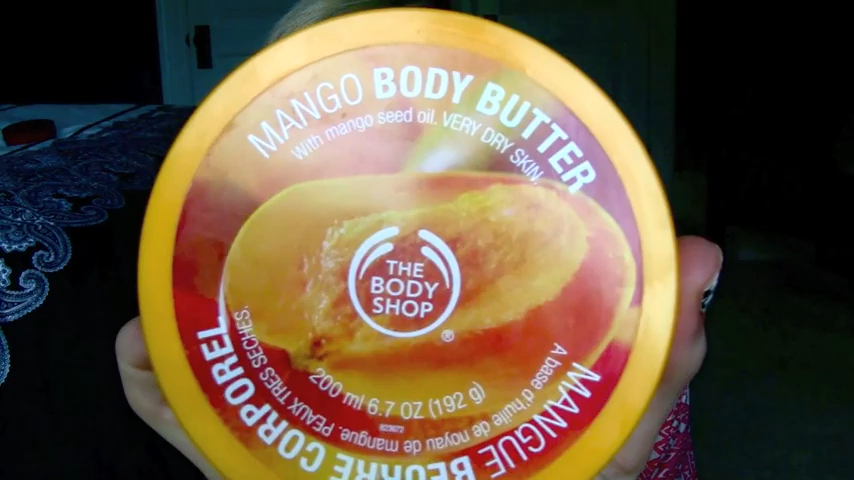 MANGO BODY BUTTER
With mango seed oil. VERY DRY SKIN.
THE
BODY
SHOP
®
200 ml 6.7 OZ (192 g)
A base d'huile de noyau de mangue. PEAUX TRES SECHES.
MANGUE BEURRE CORPOREL